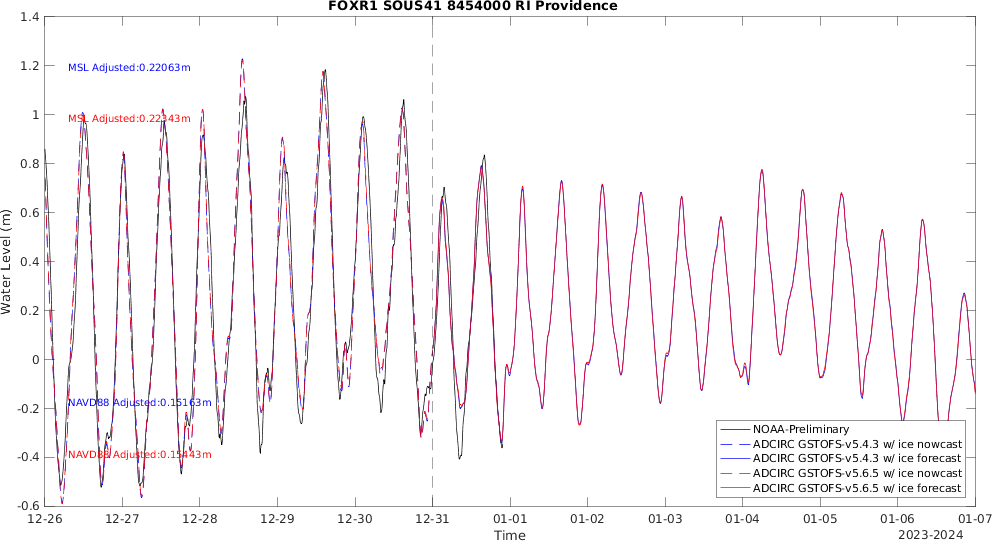 FOXR1 SOUS41 8454000 RI Providence
1.4
1.2
1
0.8
0.6
0.4
0.2
0
-0.2
-0.4
-0.6
Water Level (m)
MSL Adjusted:0.22063m
MSL Adjusted:0.22343m
NAVD88 Adjusted:0.15163m
NAVD88 Adjusted:0.15443m
NOAA-Preliminary
ADCIRC GSTOFS-v5.4.3 w/ ice nowcast
ADCIRC GSTOFS-v5.4.3 w/ ice forecast
ADCIRC GSTOFS-v5.6.5 w/ ice nowcast
ADCIRC GSTOFS-v5.6.5 w/ ice forecast
12-26 12-27 12-28 12-29 12-30 12-31 01-01 01-02 01-03 01-04 01-05 01-06 01-07
Time
2023-2024